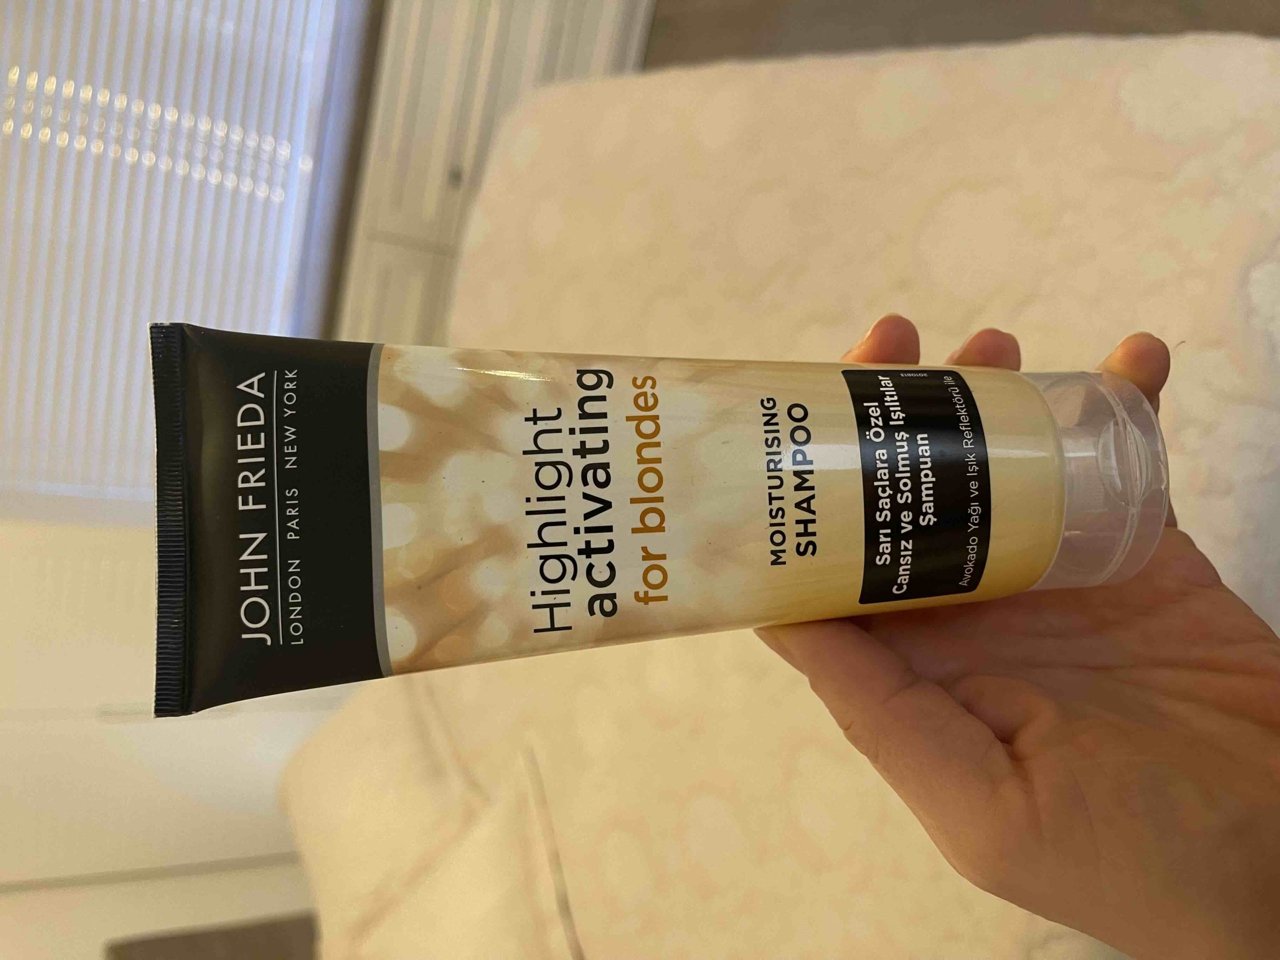 JOHN FRIEDA
LONDON PARIS NEW YORK
Highlight
activating
for blondes
MOISTURISING
SHAMPOO
Sarı Saçlara Özel
Cansız ve Solmuş Işıltılar
Şampuan
Avokado Yağı ve Işık Reflektörü ile